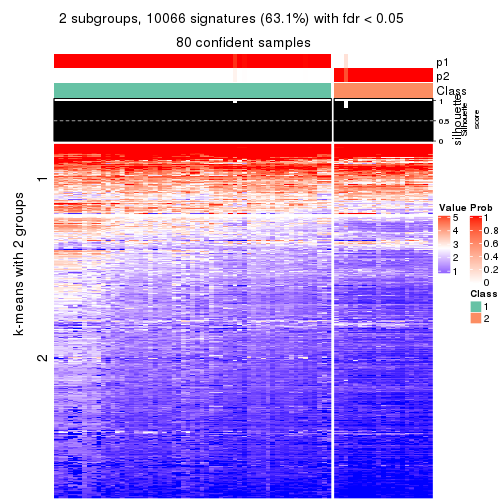 2 subgroups, 10066 signatures (63.1%) with fdr < 0.05
80 confident samples
p1
p2
Class
1
0.5
0
silhouette
Silhouette
score
k-means with 2 groups
1
2
Value
5
4
3
2
1
Prob
1
0.8
0.6
0.4
0.2
0
Class
1
2